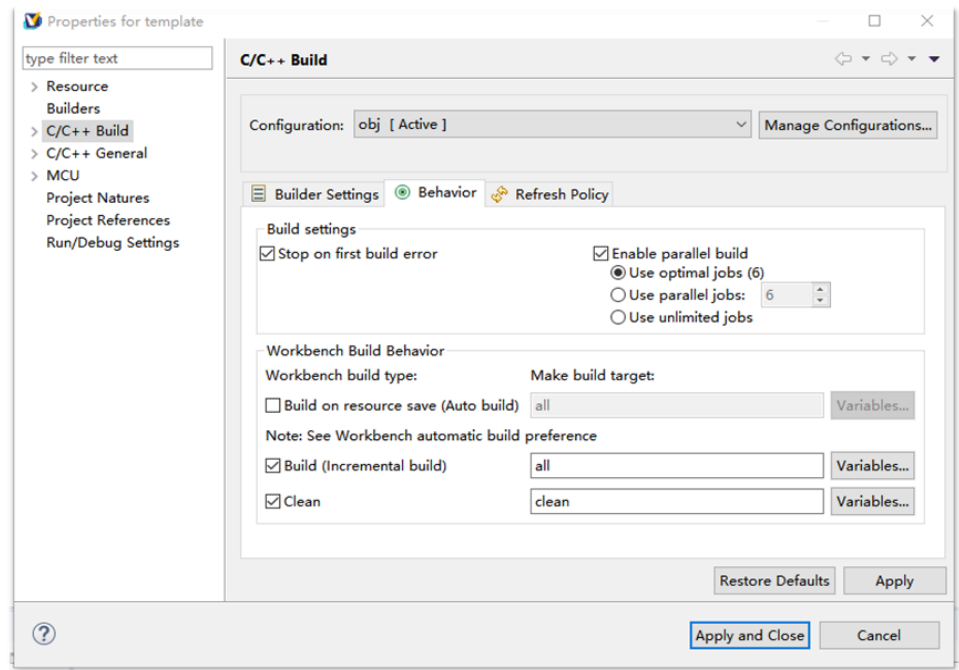 Properties for template
type filter text
C/C++ Build
Resource
Builders
C/C++ Build
C/C++ General
MCU
Project Natures
Project References
Run/Debug Settings
Configuration: obj [ Active ] Manage Configurations...
Builder Settings Behavior Refresh Policy
Build settings
Stop on first build error Enable parallel build
Use optimal jobs (6)
Use parallel jobs: 6
Use unlimited jobs
Workbench Build Behavior
Workbench build type: Make build target:
Build on resource save (Auto build) all Variables...
Note: See Workbench automatic build preference
Build (Incremental build) all Variables...
Clean clean Variables...
Restore Defaults Apply
? Apply and Close Cancel